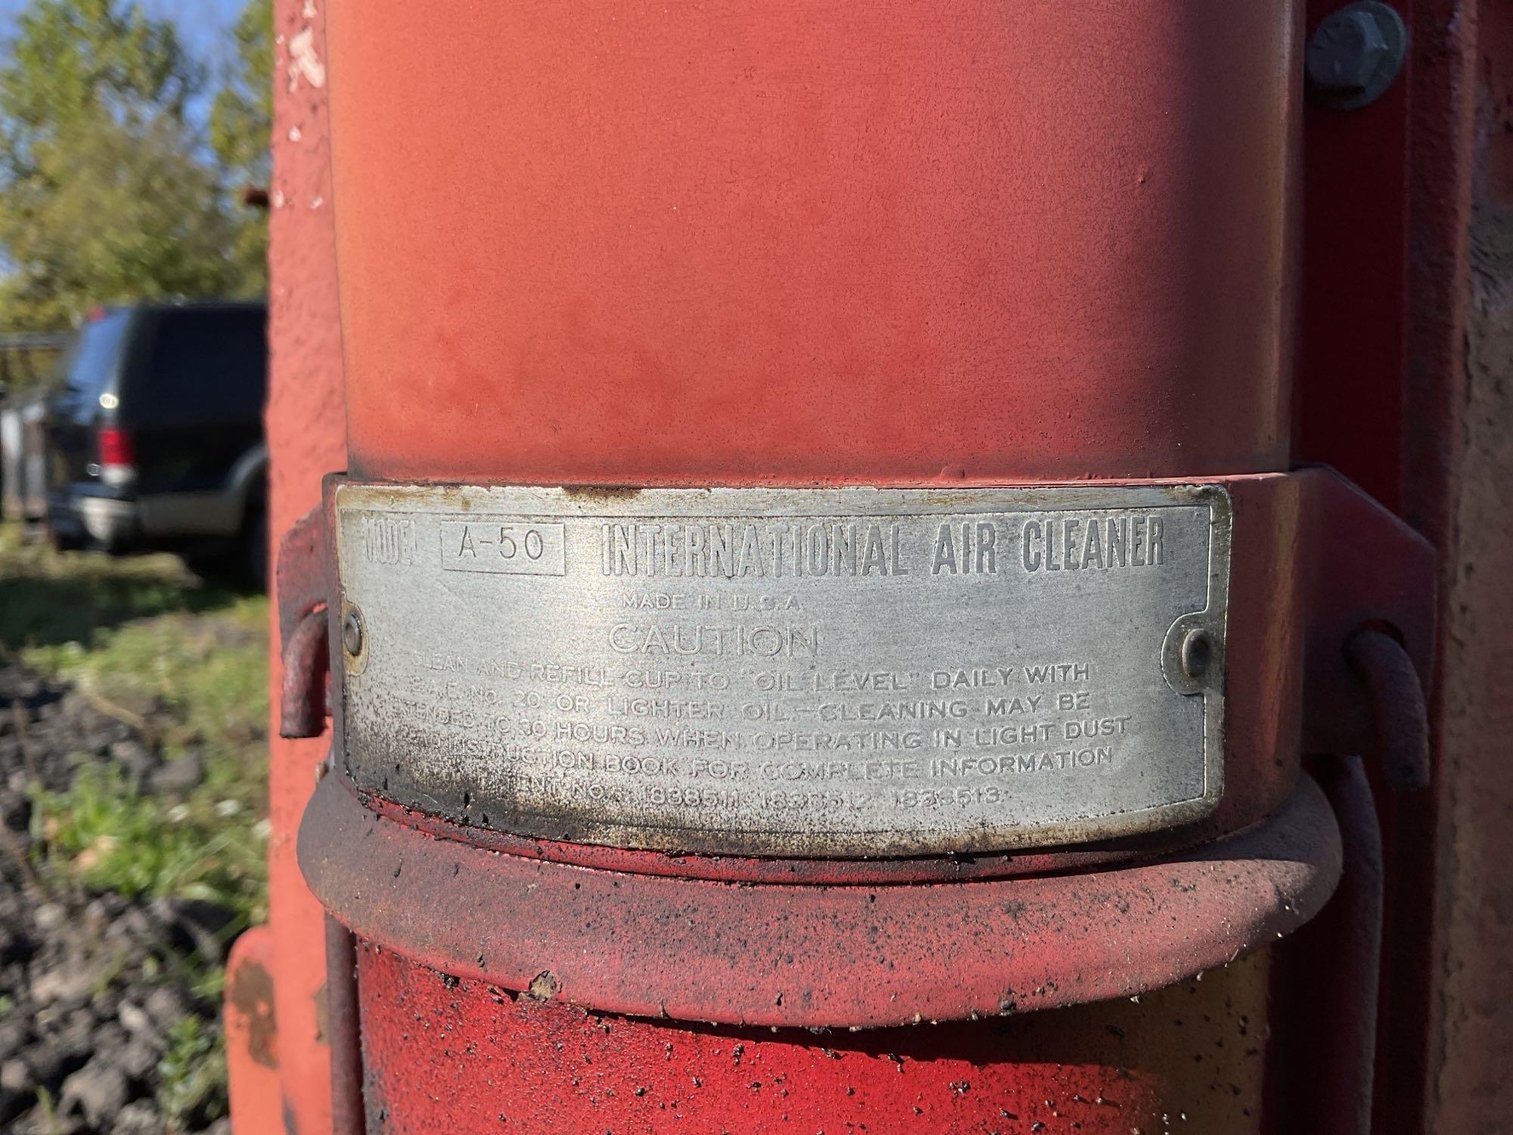 MODEL A-50 INTERNATIONAL AIR CLEANER
MADE IN U.S.A.
CAUTION
CLEAN AND REFILL CUP TO "OIL LEVEL" DAILY WITH
S.A.E. NO. 20 OR LIGHTER OIL.-CLEANING MAY BE
EXTENDED TO 30 HOURS WHEN OPERATING IN LIGHT DUST
INSTRUCTION BOOK FOR COMPLETE INFORMATION
1838511 1838513